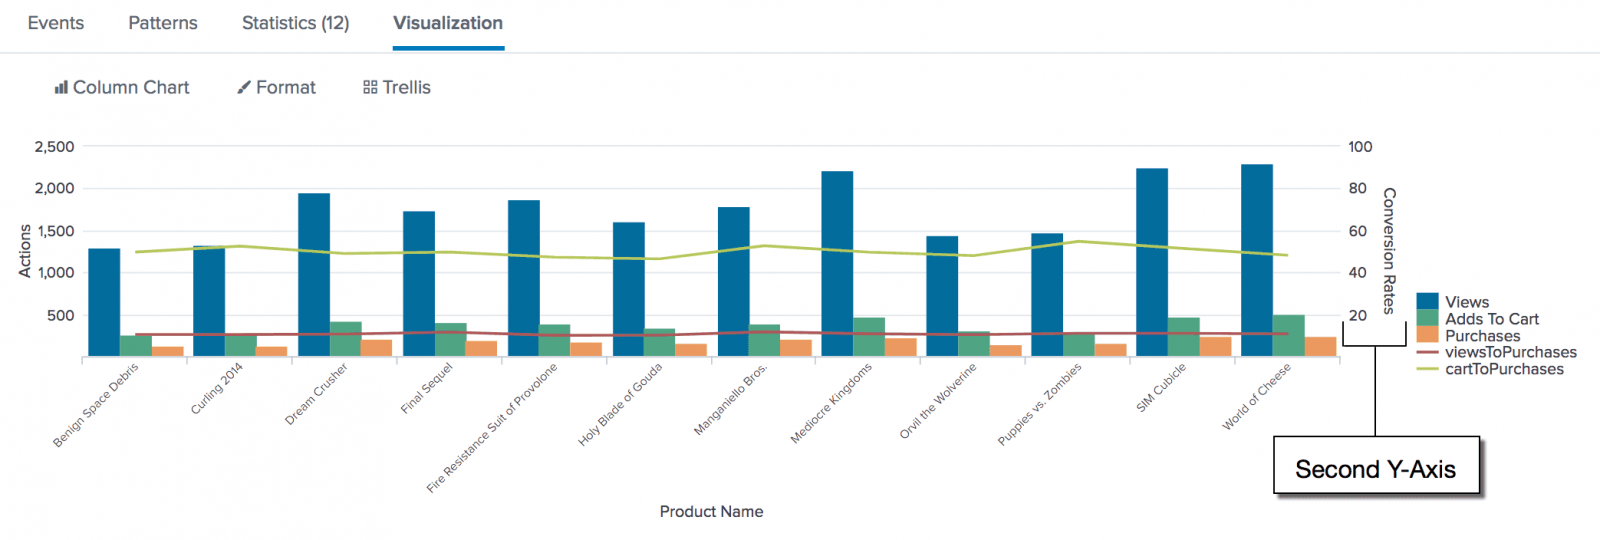 Events Patterns Statistics (12) Visualization
Column Chart Format Trellis
2,500
2,000
1,500
1,000
500
Actions
100
80
60
40
20
Conversion Rates
Views
Adds To Cart
Purchases
viewsToPurchases
cartToPurchases
Benign Space Debris
Curling 2014
Dream Crusher
Final Sequel
Fire Resistance Suit of Provolone
Holy Blade of Gouda
Manganiello Bros.
Mediocre Kingdoms
Orvil the Wolverine
Puppies vs. Zombies
SIM Cubicle
World of Cheese
Second Y-Axis
Product Name